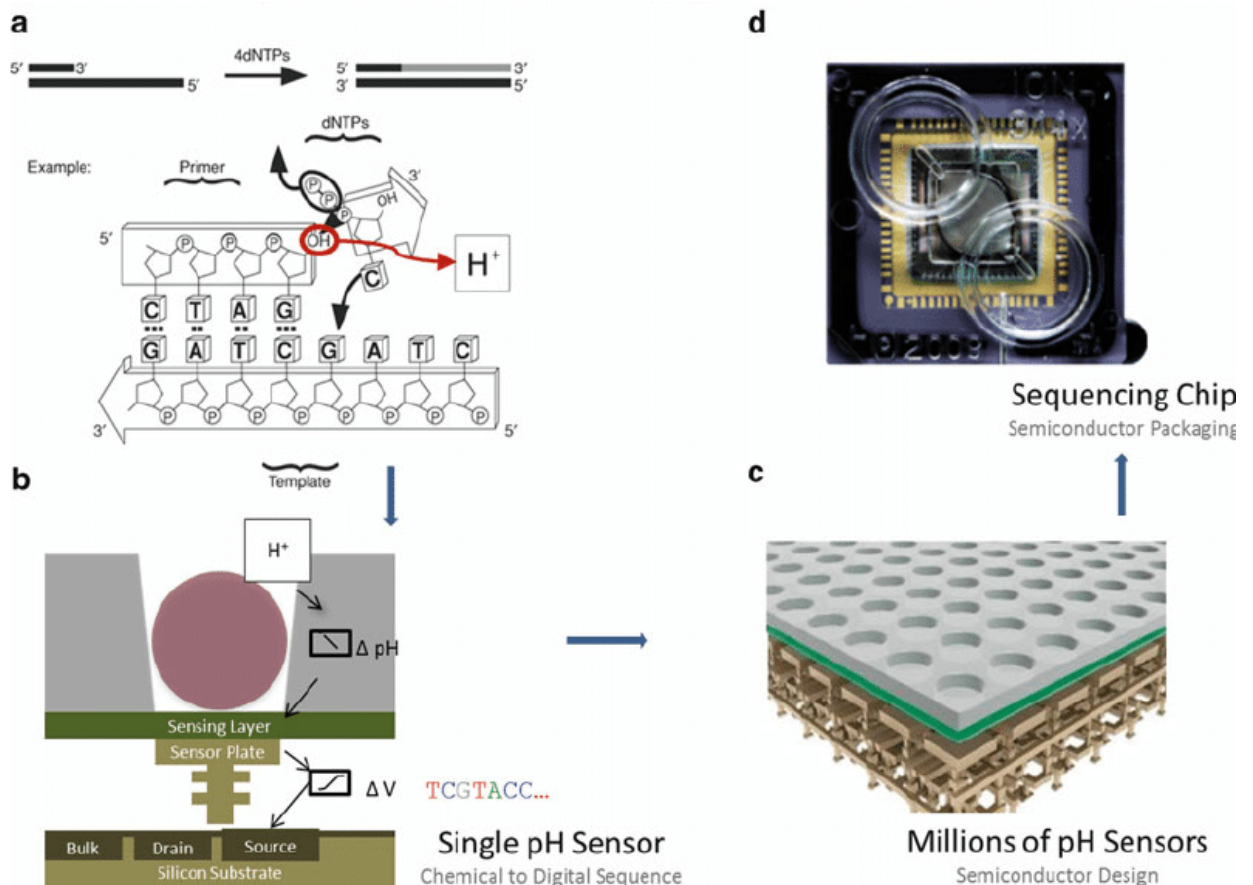 a
5' 3' 4dNTPs 5' 3'
5' 3' 5'
dNTPs
Example: Primer
3'
P
P
P
OH
5' P P P OH H+
C
C T A G
G A T C G A T C
P P P P P P P P
3' 5'
Template
b
H+
Δ pH
Sensing Layer
Sensor Plate
Δ V
TCGTACC...
Bulk Drain Source
Silicon Substrate
Single pH Sensor
Chemical to Digital Sequence
c
Millions of pH Sensors
Semiconductor Design
d
ION
314x
Sequencing Chip
Semiconductor Packaging